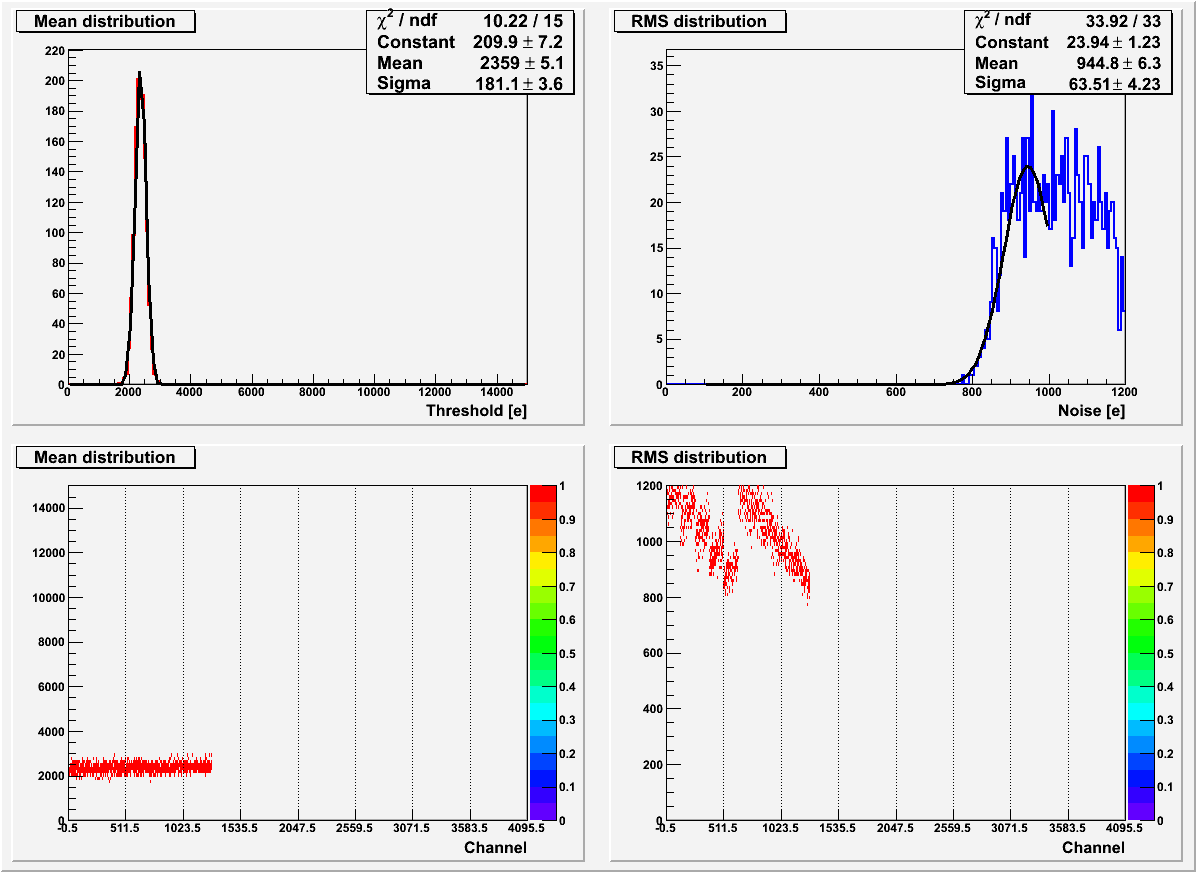 Mean distribution
χ² / ndf 10.22 / 15
Constant 209.9 ± 7.2
Mean 2359 ± 5.1
Sigma 181.1 ± 3.6
220
200
180
160
140
120
100
80
60
40
20
0
0 2000 4000 6000 8000 10000 12000 14000
Threshold [e]
RMS distribution
χ² / ndf 33.92 / 33
Constant 23.94 ± 1.23
Mean 944.8 ± 6.3
Sigma 63.51 ± 4.23
35
30
25
20
15
10
5
0
0 200 400 600 800 1000 1200
Noise [e]
Mean distribution
14000
12000
10000
8000
6000
4000
2000
0
-0.5 511.5 1023.5 1535.5 2047.5 2559.5 3071.5 3583.5 4095.5
Channel
1
0.9
0.8
0.7
0.6
0.5
0.4
0.3
0.2
0.1
0
RMS distribution
1200
1000
800
600
400
200
0
-0.5 511.5 1023.5 1535.5 2047.5 2559.5 3071.5 3583.5 4095.5
Channel
1
0.9
0.8
0.7
0.6
0.5
0.4
0.3
0.2
0.1
0